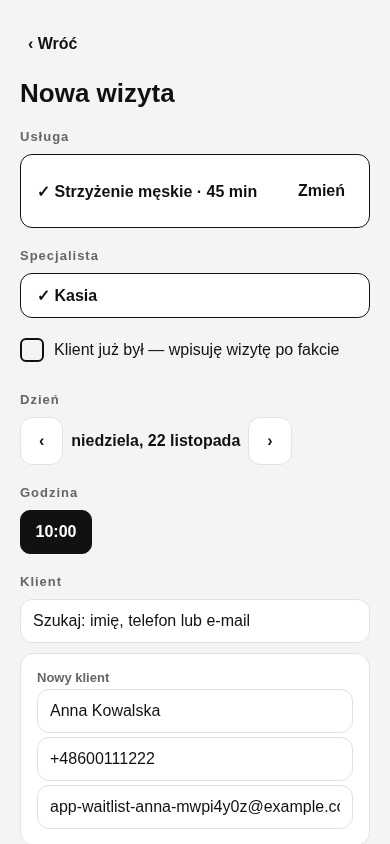 ‹ Wróć
Nowa wizyta
Usługa
✓ Strzyżenie męskie · 45 min Zmień
Specjalista
✓ Kasia
Klient już był — wpisuję wizytę po fakcie
Dzień
‹ niedziela, 22 listopada ›
Godzina
10:00
Klient
Szukaj: imię, telefon lub e-mail
Nowy klient
Anna Kowalska
+48600111222
app-waitlist-anna-mwpi4y0z@example.co